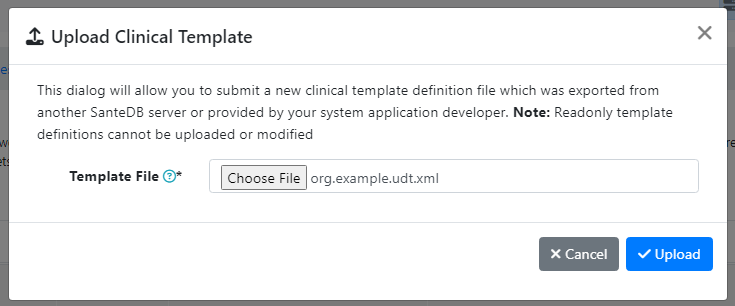 Upload Clinical Template
This dialog will allow you to submit a new clinical template definition file which was exported from
another SanteDB server or provided by your system application developer. Note: Readonly template
definitions cannot be uploaded or modified
Template File ?* Choose File org.example.udt.xml
Cancel Upload